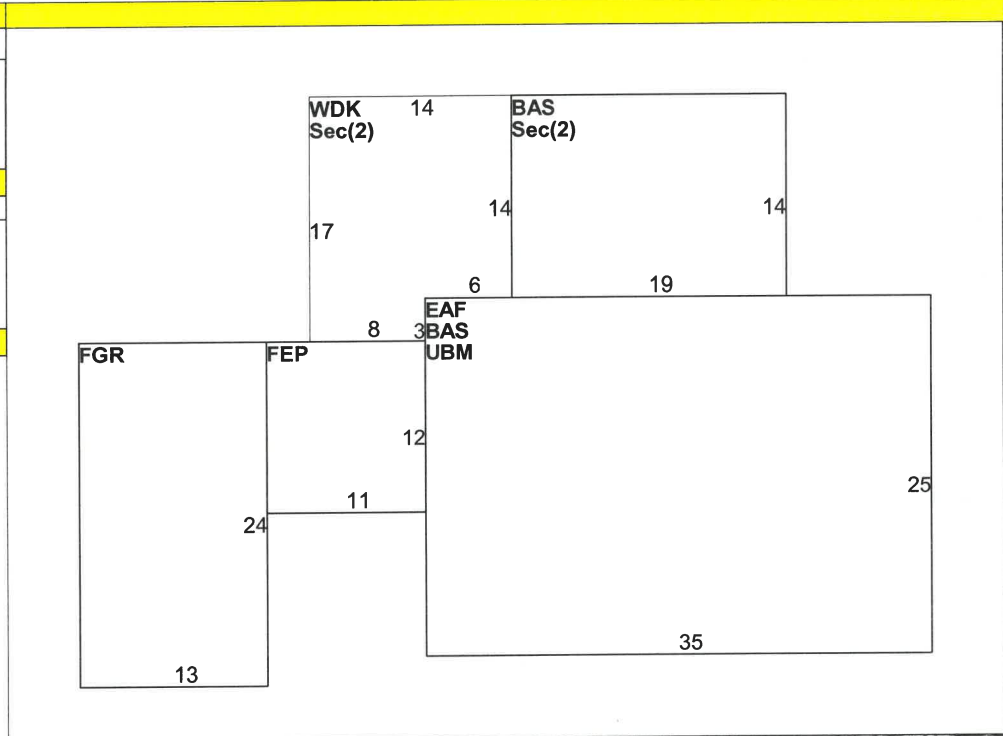 WDK 14
Sec(2)
BAS
Sec(2)
17
14
14
6
19
8
3
EAF
BAS
UBM
FGR
FEP
12
11
24
25
35
13